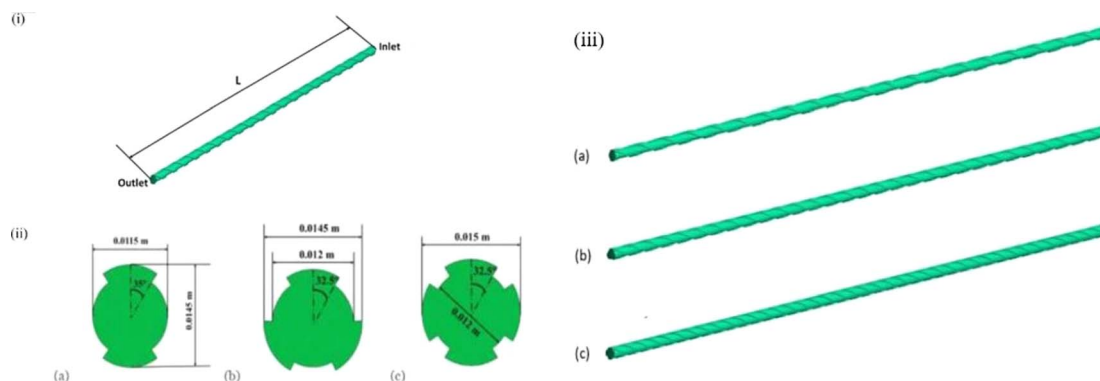 (i)
Inlet
L
Outlet
(ii)
0.0115 m
35°
0.0145 m
(a)
0.0145 m
0.012 m
32.5°
(b)
0.015 m
32.5°
0.012 m
(c)
(iii)
(a)
(b)
(c)